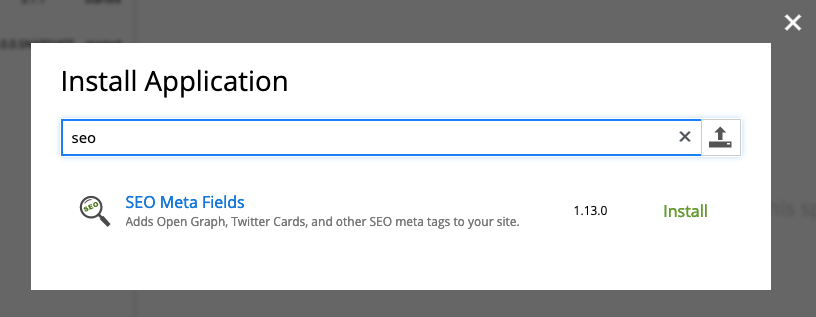 Install Application
seo
SEO
SEO Meta Fields
Adds Open Graph, Twitter Cards, and other SEO meta tags to your site.
1.13.0
Install